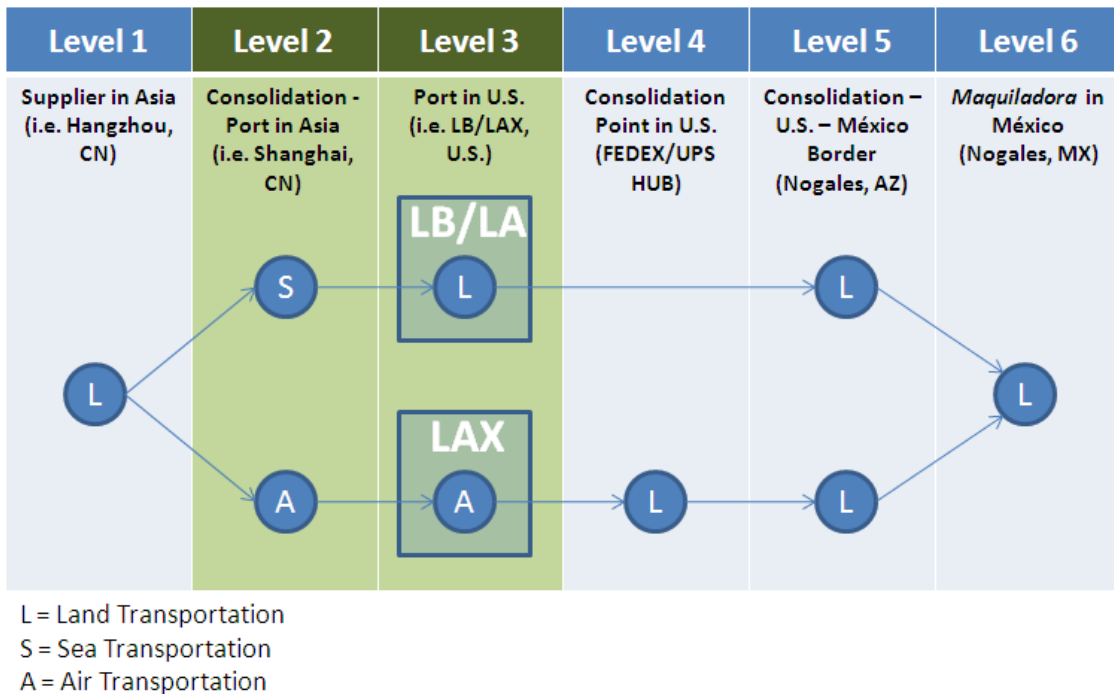 Level 1
Level 2
Level 3
Level 4
Level 5
Level 6
Supplier in Asia
(i.e. Hangzhou,
CN)
Consolidation -
Port in Asia
(i.e. Shanghai,
CN)
Port in U.S.
(i.e. LB/LAX,
U.S.)
Consolidation
Point in U.S.
(FEDEX/UPS
HUB)
Consolidation –
U.S. – México
Border
(Nogales, AZ)
Maquiladora in
México
(Nogales, MX)
LB/LA
S
L
L
L
L
LAX
A
A
L
L
L = Land Transportation
S = Sea Transportation
A = Air Transportation